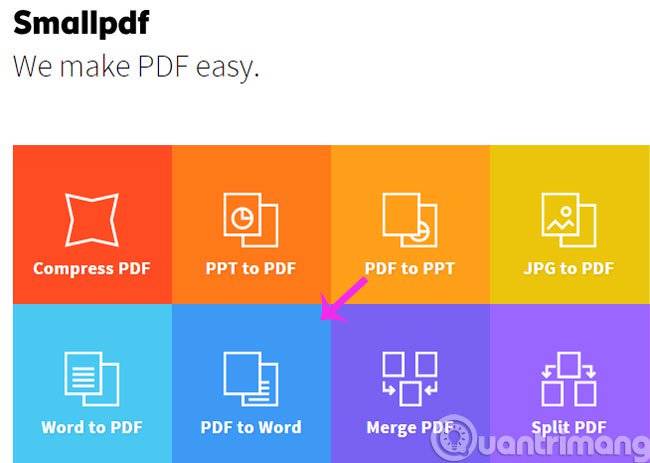 Smallpdf
We make PDF easy.
Compress PDF
PPT to PDF
PDF to PPT
JPG to PDF
Word to PDF
PDF to Word
Merge PDF
Split PDF
Quantrimang